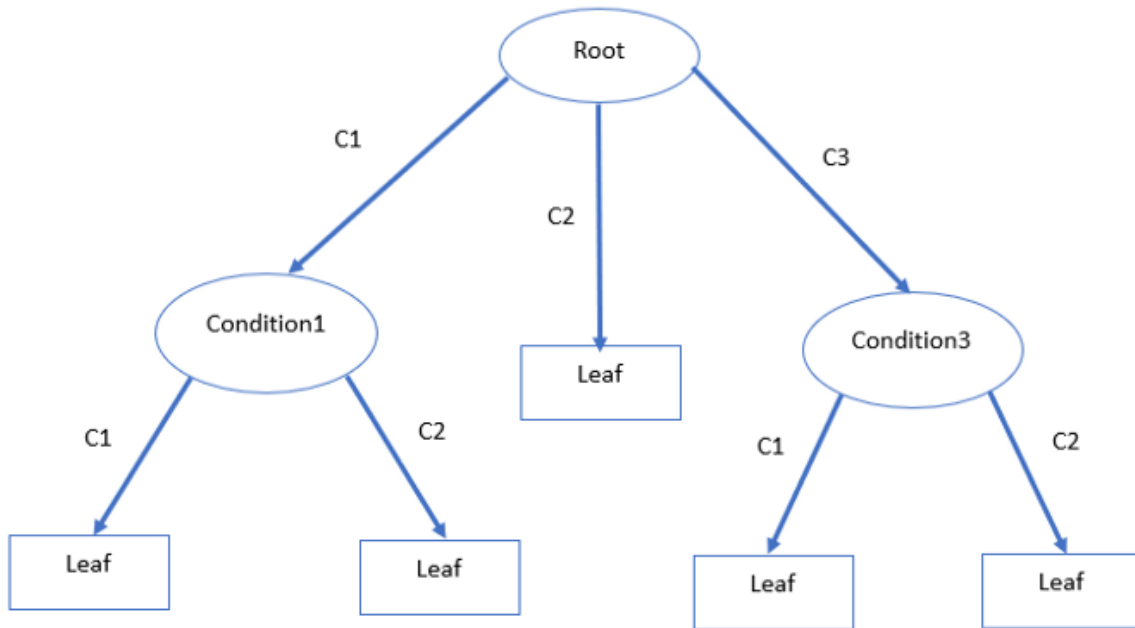 Root
C1
C3
C2
Condition1
Condition3
Leaf
C1
C2
C1
C2
Leaf
Leaf
Leaf
Leaf